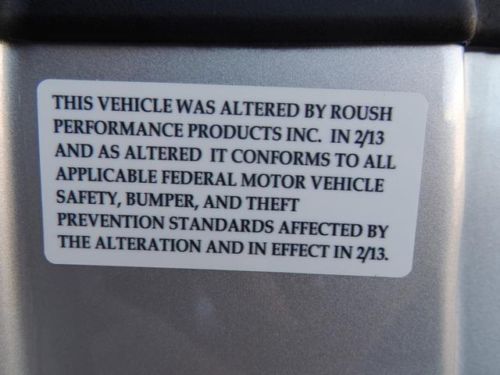 THIS VEHICLE WAS ALTERED BY ROUSH
PERFORMANCE PRODUCTS INC. IN 2/13
AND AS ALTERED IT CONFORMS TO ALL
APPLICABLE FEDERAL MOTOR VEHICLE
SAFETY, BUMPER, AND THEFT
PREVENTION STANDARDS AFFECTED BY
THE ALTERATION AND IN EFFECT IN 2/13.